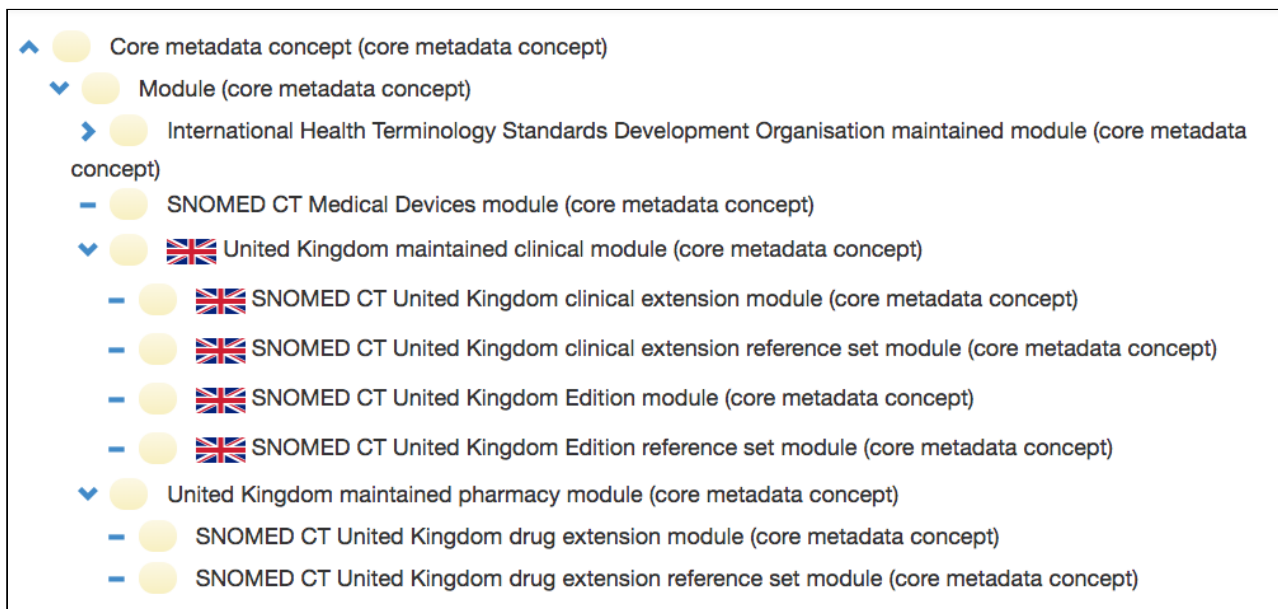 Core metadata concept (core metadata concept)
Module (core metadata concept)
International Health Terminology Standards Development Organisation maintained module (core metadata
concept)
SNOMED CT Medical Devices module (core metadata concept)
United Kingdom maintained clinical module (core metadata concept)
SNOMED CT United Kingdom clinical extension module (core metadata concept)
SNOMED CT United Kingdom clinical extension reference set module (core metadata concept)
SNOMED CT United Kingdom Edition module (core metadata concept)
SNOMED CT United Kingdom Edition reference set module (core metadata concept)
United Kingdom maintained pharmacy module (core metadata concept)
SNOMED CT United Kingdom drug extension module (core metadata concept)
SNOMED CT United Kingdom drug extension reference set module (core metadata concept)